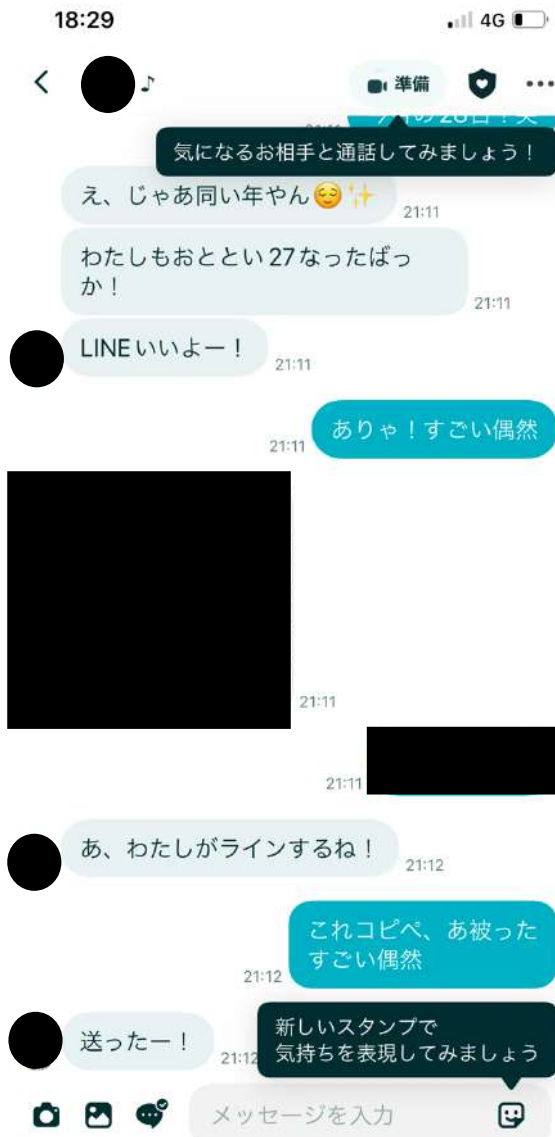 18:29
4G
♪
準備
気になるお相手と通話してみましょう！
え、じゃあ同い年やん😌✨
21:11
わたしもおととい27なったばっ
か！
21:11
LINEいいよー！
21:11
ありゃ！すごい偶然
21:11
21:11
21:11
あ、わたしがラインするね！
21:12
これコピペ、あ被った
すごい偶然
21:12
送ったー！
21:12
新しいスタンプで
気持ちを表現してみましょう
メッセージを入力